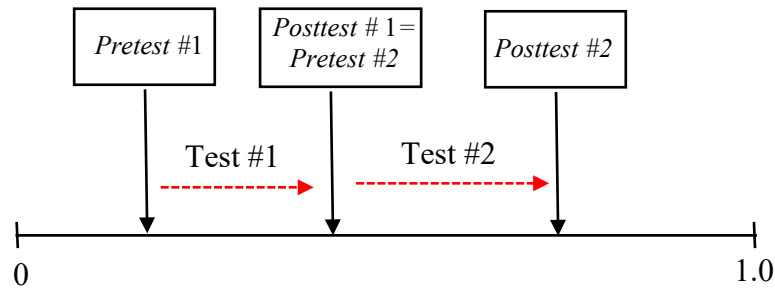 Pretest #1
Posttest # 1=
Pretest #2
Posttest #2
Test #1
Test #2
0
1.0